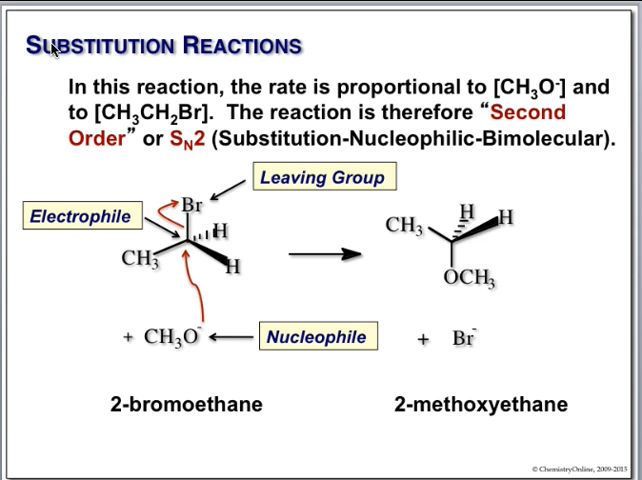 SUBSTITUTION REACTIONS
In this reaction, the rate is proportional to [CH₃O⁻] and
to [CH₃CH₂Br]. The reaction is therefore “Second
Order” or Sₙ2 (Substitution-Nucleophilic-Bimolecular).
Leaving Group
Electrophile
Br
H
CH₃
H
CH₃
H
H
OCH₃
+ CH₃O⁻
Nucleophile
+ Br⁻
2-bromoethane
2-methoxyethane
© ChemistryOnline, 2009-2015